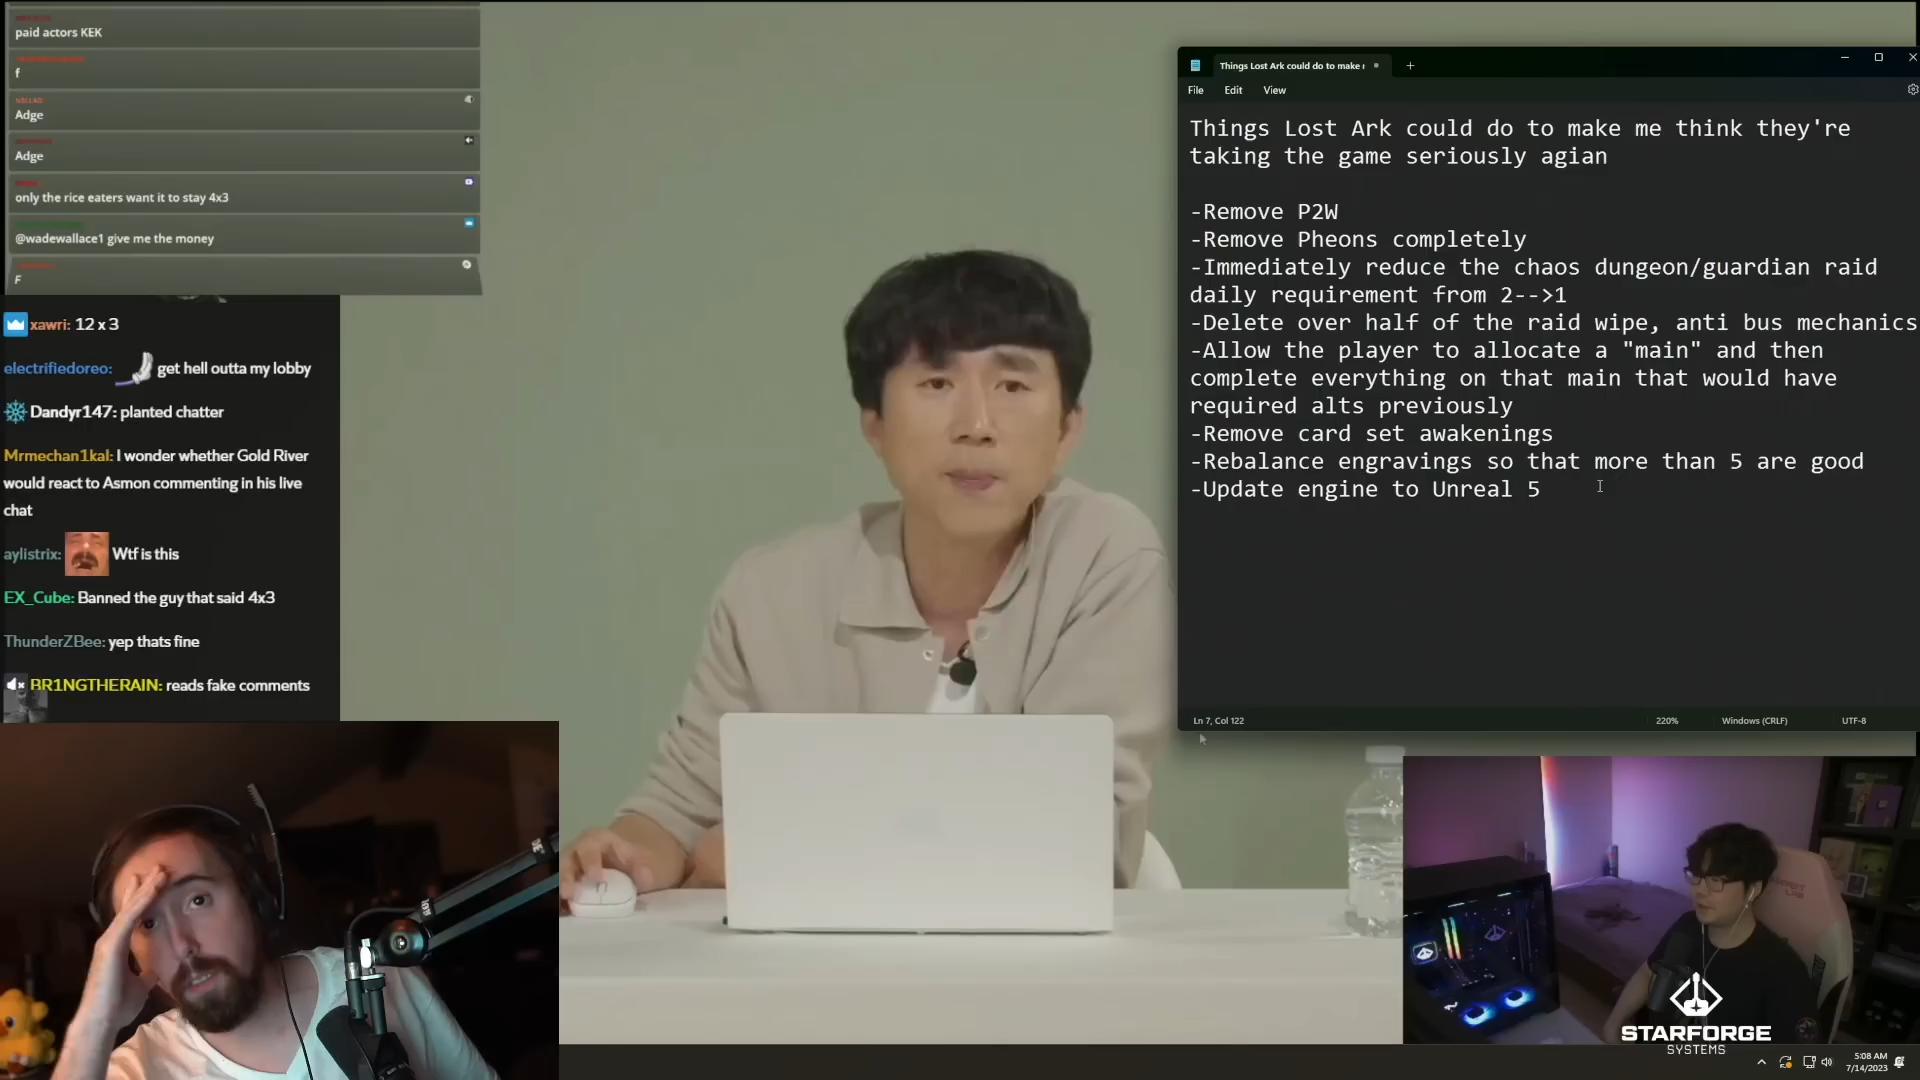 paid actors KEK
f
Adge
Adge
only the rice eaters want it to stay 4x3
@wadewallace1 give me the money
F
xawri: 12 x 3
electrifiedoreo: get hell outta my lobby
Dandyr147: planted chatter
Mrmechan1kal: I wonder whether Gold River
would react to Asmon commenting in his live
chat
aylistrix: Wtf is this
EX_Cube: Banned the guy that said 4x3
ThunderZBee: yep thats fine
BR1NGTHERAIN: reads fake comments
Things Lost Ark could do to make r
File Edit View
Things Lost Ark could do to make me think they're
taking the game seriously agian
-Remove P2W
-Remove Pheons completely
-Immediately reduce the chaos dungeon/guardian raid
daily requirement from 2-->1
-Delete over half of the raid wipe, anti bus mechanics
-Allow the player to allocate a "main" and then
complete everything on that main that would have
required alts previously
-Remove card set awakenings
-Rebalance engravings so that more than 5 are good
-Update engine to Unreal 5
Ln 7, Col 122 220% Windows (CRLF) UTF-8
STARFORGE
SYSTEMS
5:08 AM
7/14/2023